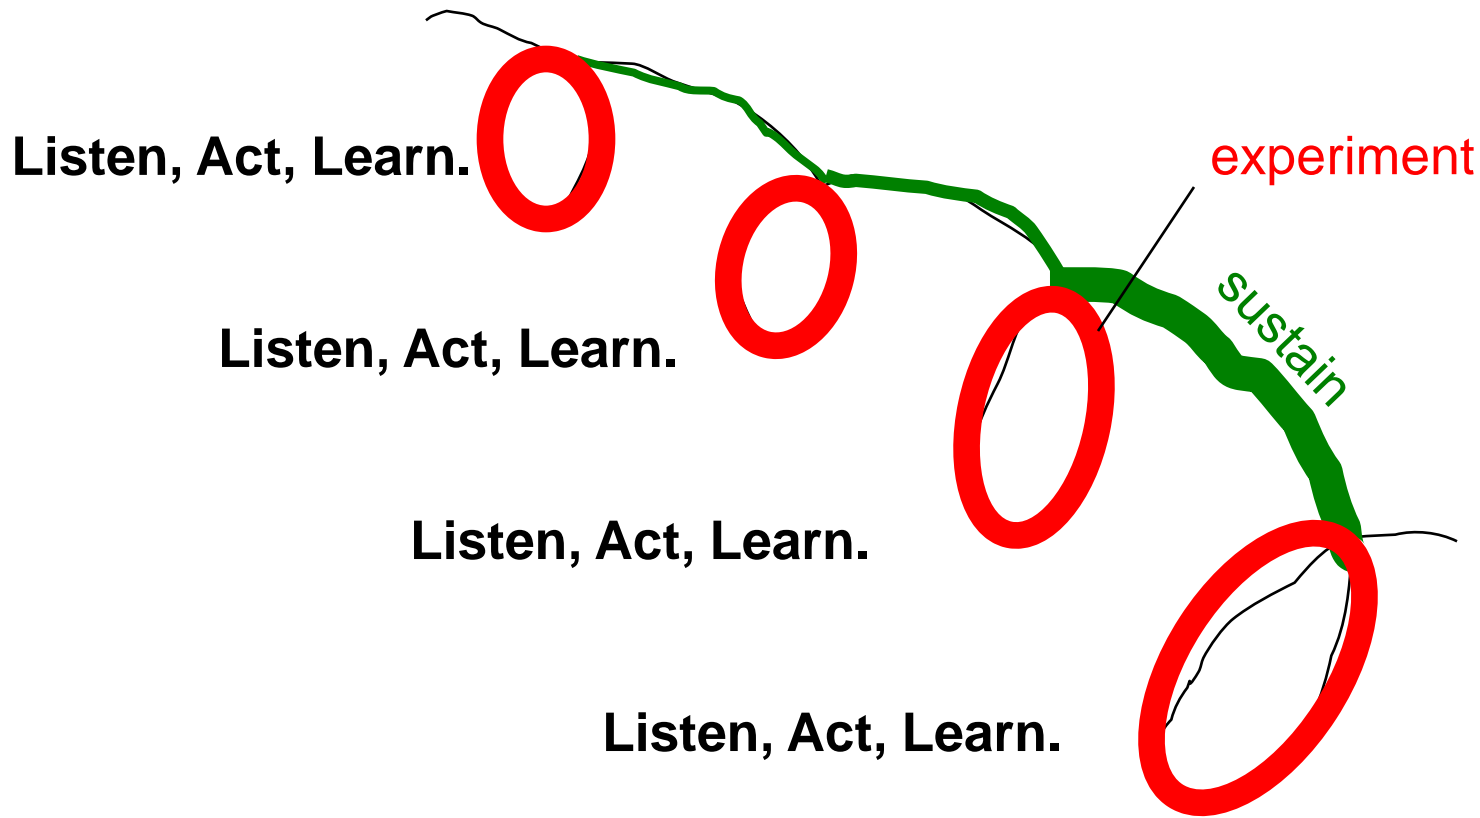 Listen, Act, Learn.
experiment
sustain
Listen, Act, Learn.
Listen, Act, Learn.
Listen, Act, Learn.